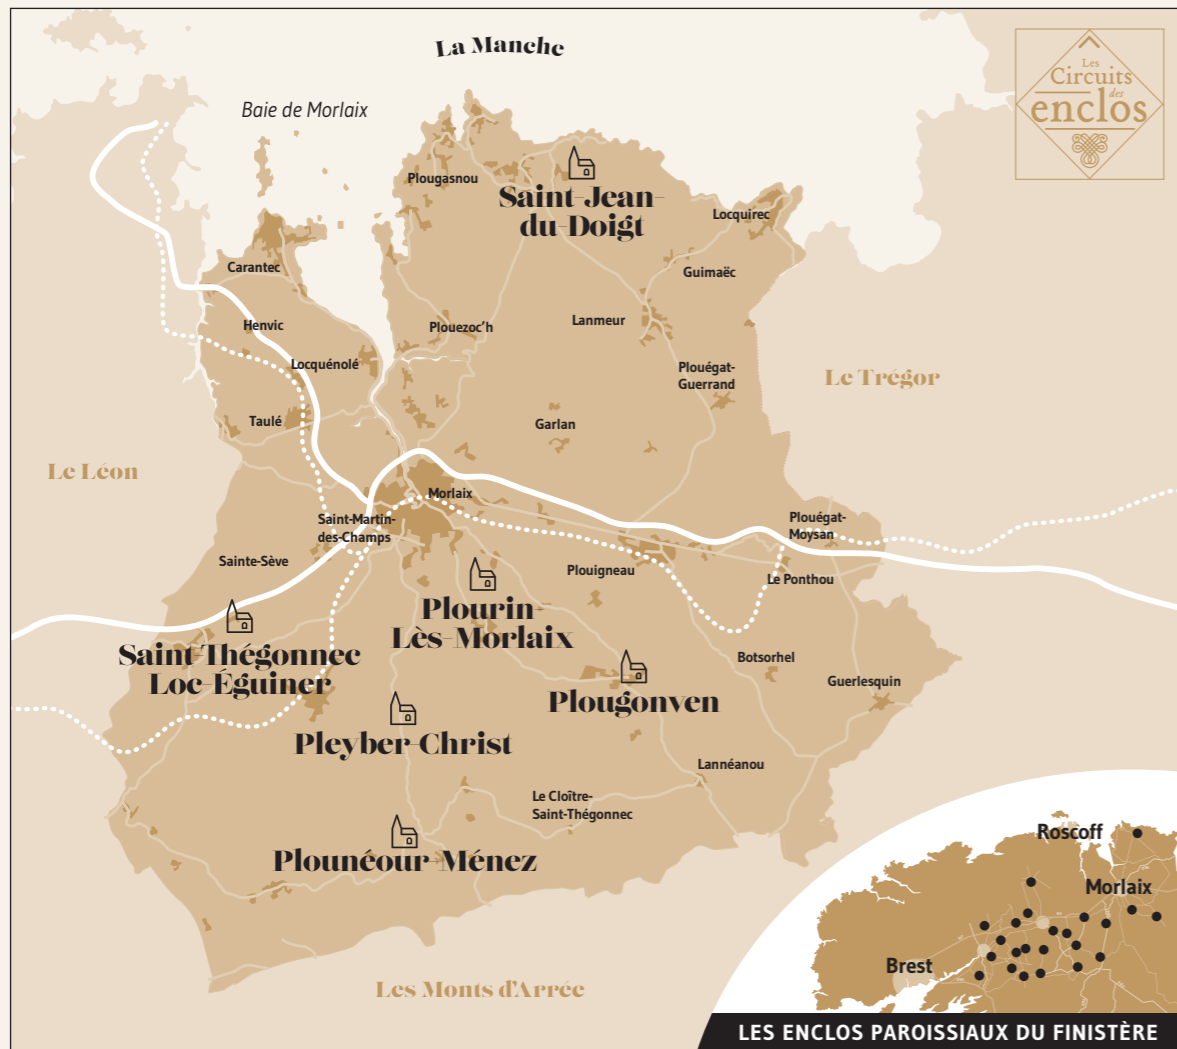 La Manche
Les
Circuits
des
enclos
Baie de Morlaix
Plougasnou
Saint-Jean-
du-Doigt
Locquirec
Carantec
Guimaëc
Henvic
Plouezoc'h
Lanmeur
Locquénolé
Plouégat-
Guerrand
Le Trégor
Taulé
Garlan
Le Léon
Morlaix
Saint-Martin-
des-Champs
Plouégat-
Moysan
Sainte-Sève
Plouigneau
Le Ponthou
Plourin-
Lès-Morlaix
Saint-Thégonnec
Loc-Éguiner
Botsorhel
Guerlesquin
Plougonven
Pleyber-Christ
Lannéanou
Le Cloître-
Saint-Thégonnec
Plounéour-Ménez
Roscoff
Morlaix
Brest
Les Monts d'Arrée
LES ENCLOS PAROISSIAUX DU FINISTÈRE